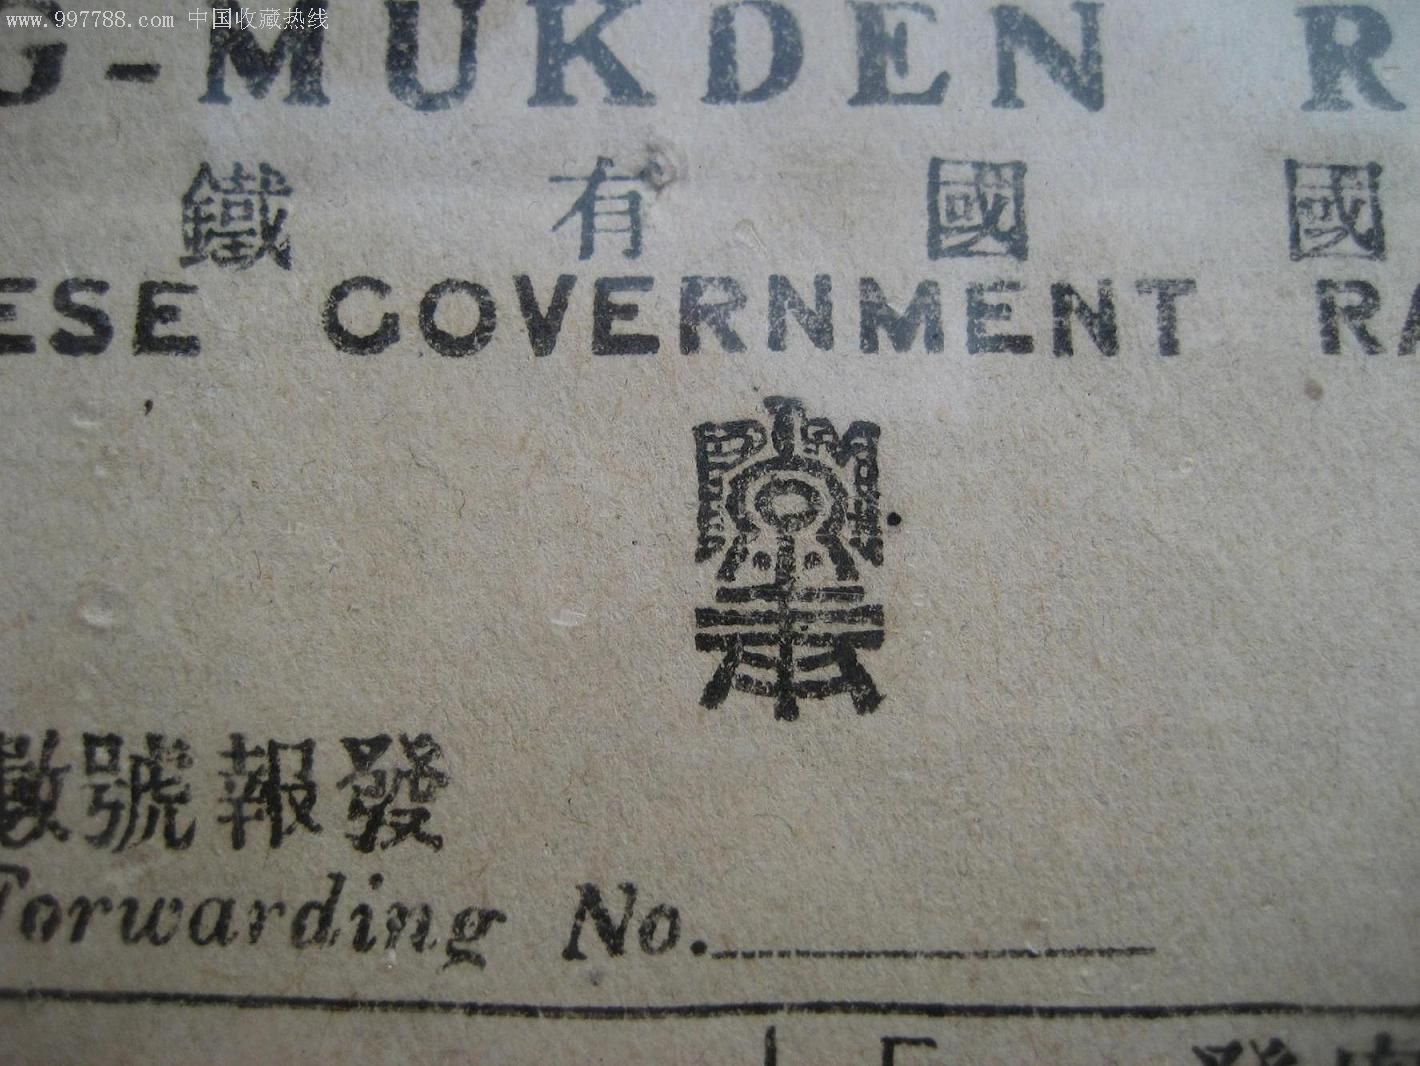 www.997788.com 中国收藏热线
G-MUKDEN R
鐵有國國
ESE GOVERNMENT RA
數號報發
Forwarding No.